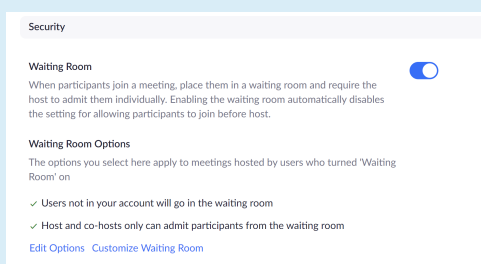 Security
Waiting Room
When participants join a meeting, place them in a waiting room and require the
host to admit them individually. Enabling the waiting room automatically disables
the setting for allowing participants to join before host.
Waiting Room Options
The options you select here apply to meetings hosted by users who turned 'Waiting
Room' on
Users not in your account will go in the waiting room
Host and co-hosts only can admit participants from the waiting room
Edit Options Customize Waiting Room